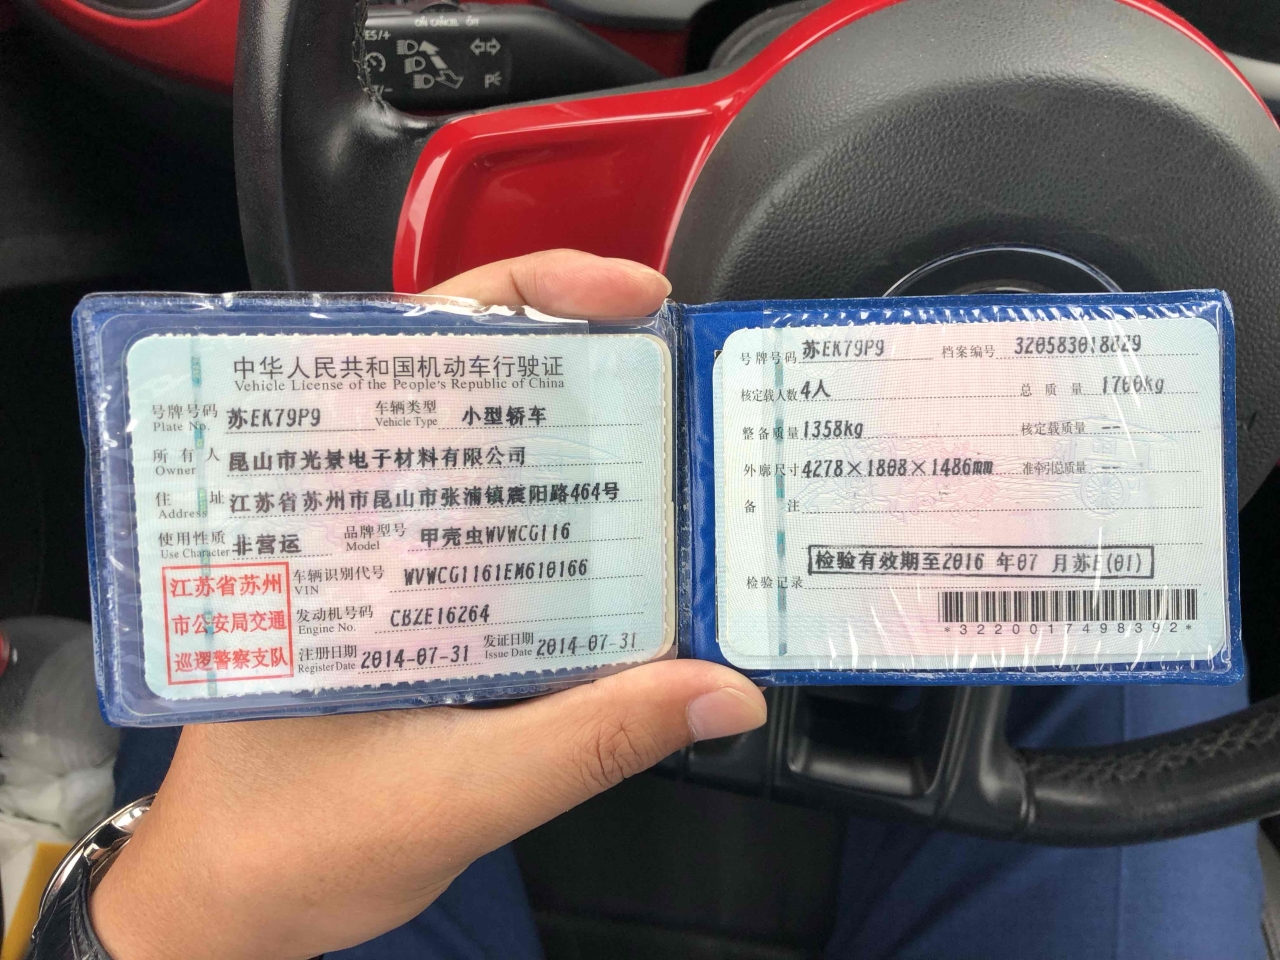 ON CANCEL OFF
RES/+
中华人民共和国机动车行驶证
Vehicle License of the People's Republic of China
号牌号码 苏EK79P9 车辆类型 小型轿车
Plate No. Vehicle Type
所有人 昆山市光景电子材料有限公司
Owner
住址 江苏省苏州市昆山市张浦镇震阳路464号
Address
使用性质 非营运 品牌型号 甲壳虫WVWCG116
Use Character Model
江苏省苏州
市公安局交通
巡逻警察支队
车辆识别代号 WVWCG1161EM610166
VIN
发动机号码 CBZE16264
Engine No.
注册日期 2014-07-31 发证日期 2014-07-31
Register Date Issue Date
号牌号码 苏EK79P9 档案编号 320583018029
核定载人数 4人 总质量 1700kg
整备质量 1358kg 核定载质量 --
外廓尺寸 4278×1808×1486mm 准牵引总质量 --
备注
检验记录 检验有效期至2016 年07 月苏E(01)
*3220017498392*